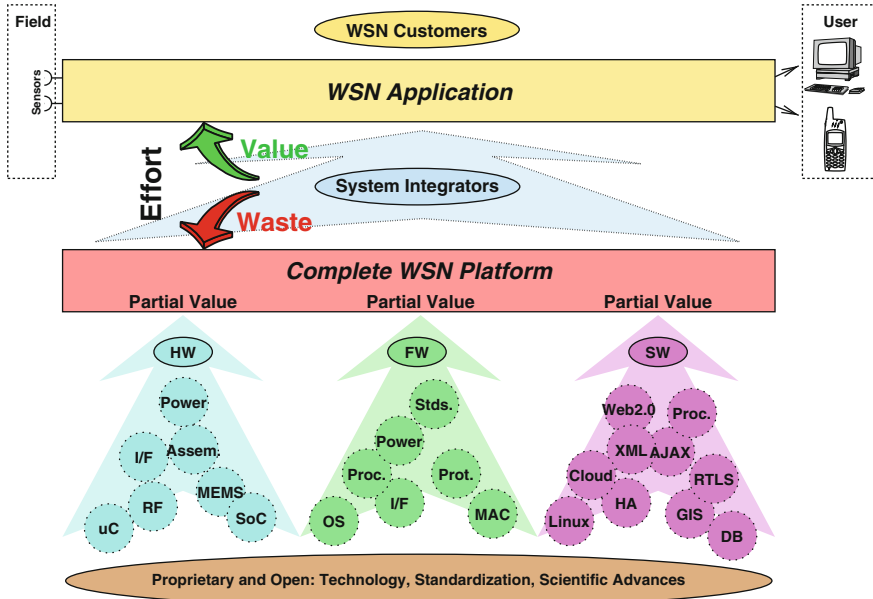 Field
WSN Customers
User
Sensors
WSN Application
Effort
Value
System Integrators
Waste
Complete WSN Platform
Partial Value
Partial Value
Partial Value
HW
Power
I/F
Assem.
RF
MEMS
uC
SoC
FW
Stds.
Power
Proc.
Prot.
I/F
OS
MAC
SW
Web2.0
Proc.
XML
AJAX
Cloud
RTLS
HA
GIS
Linux
DB
Proprietary and Open: Technology, Standardization, Scientific Advances